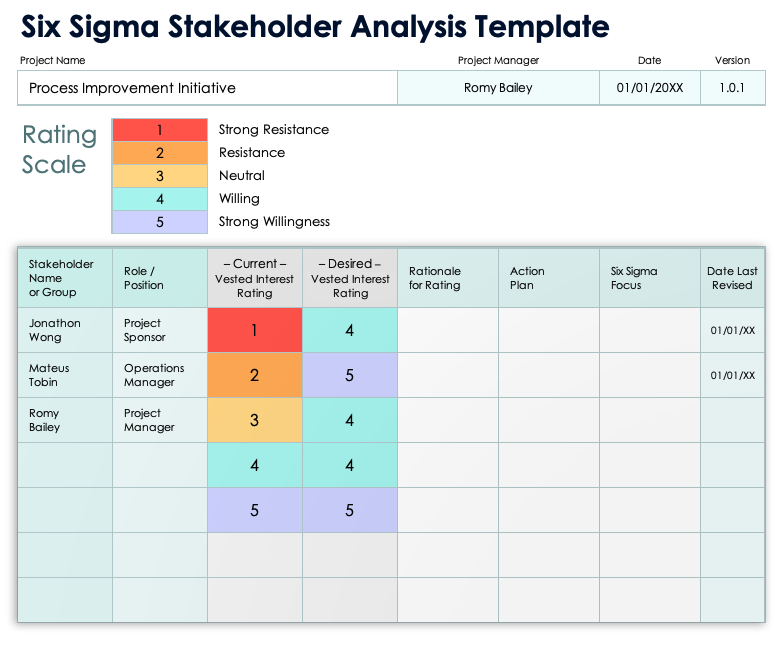 Six Sigma Stakeholder Analysis Template
Project Name
Project Manager
Date
Version
Process Improvement Initiative
Romy Bailey
01/01/20XX
1.0.1
Rating
Scale
1
Strong Resistance
2
Resistance
3
Neutral
4
Willing
5
Strong Willingness
Stakeholder
Name
or Group
Role /
Position
– Current –
Vested Interest
Rating
– Desired –
Vested Interest
Rating
Rationale
for Rating
Action
Plan
Six Sigma
Focus
Date Last
Revised
Jonathon
Wong
Project
Sponsor
1
4
01/01/XX
Mateus
Tobin
Operations
Manager
2
5
01/01/XX
Romy
Bailey
Project
Manager
3
4
4
4
5
5